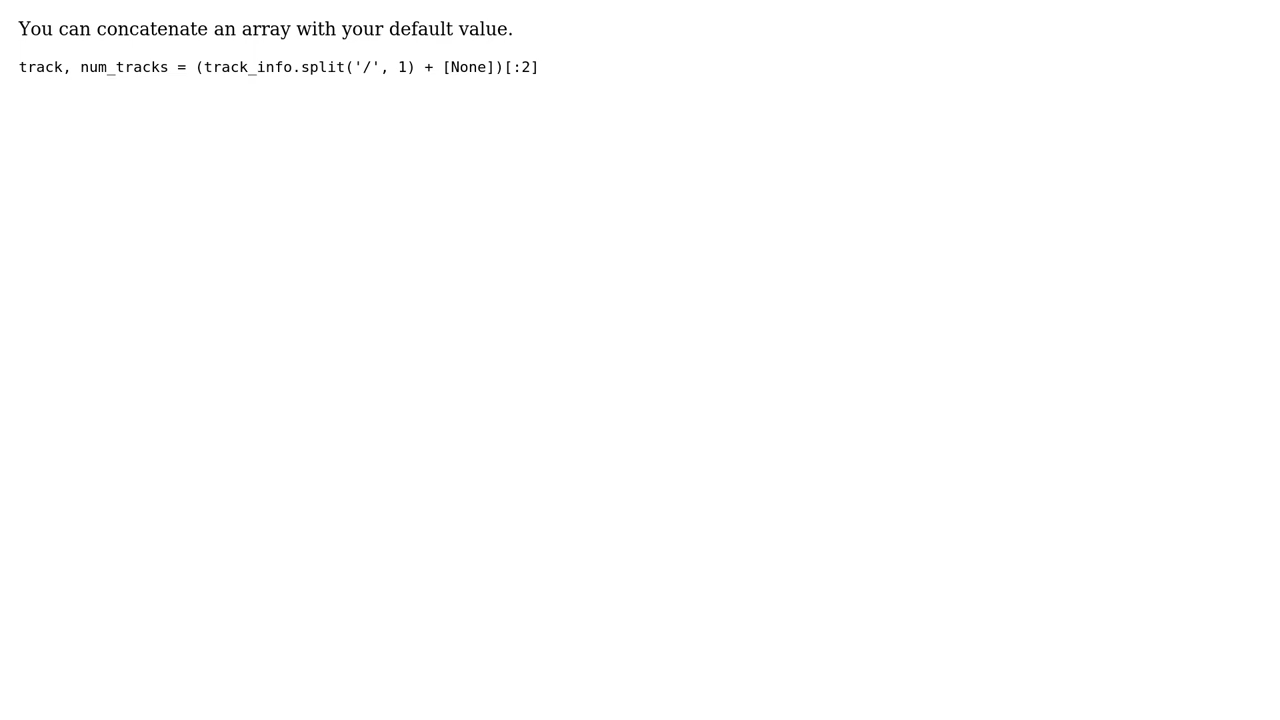 You can concatenate an array with your default value.
track, num_tracks = (track_info.split('/', 1) + [None])[:2]